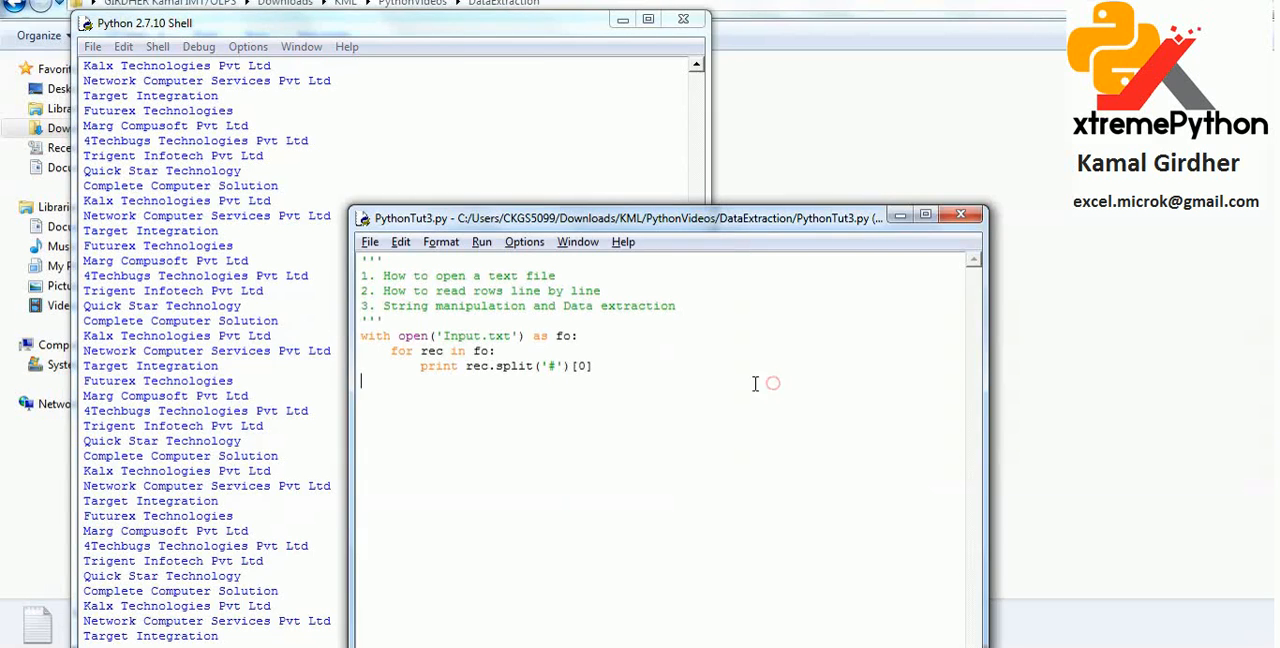 GIRDHER Kamal IMT/OLPS
Downloads
KML
PythonVideos
DataExtraction
Python 2.7.10 Shell
Organize
File Edit Shell Debug Options Window Help
Favorit
Desk
Libra
Dow
Rece
Docu
Librari
Docu
Musi
My P
Pictu
Vide
Comp
Syst
Netwo
Kalx Technologies Pvt Ltd
Network Computer Services Pvt Ltd
Target Integration
Futurex Technologies
Marg Compusoft Pvt Ltd
4Techbugs Technologies Pvt Ltd
Trigent Infotech Pvt Ltd
Quick Star Technology
Complete Computer Solution
Kalx Technologies Pvt Ltd
Network Computer Services Pvt Ltd
Target Integration
Futurex Technologies
Marg Compusoft Pvt Ltd
4Techbugs Technologies Pvt Ltd
Trigent Infotech Pvt Ltd
Quick Star Technology
Complete Computer Solution
Kalx Technologies Pvt Ltd
Network Computer Services Pvt Ltd
Target Integration
Futurex Technologies
Marg Compusoft Pvt Ltd
4Techbugs Technologies Pvt Ltd
Trigent Infotech Pvt Ltd
Quick Star Technology
Complete Computer Solution
Kalx Technologies Pvt Ltd
Network Computer Services Pvt Ltd
Target Integration
Futurex Technologies
Marg Compusoft Pvt Ltd
4Techbugs Technologies Pvt Ltd
Trigent Infotech Pvt Ltd
Quick Star Technology
Complete Computer Solution
Kalx Technologies Pvt Ltd
Network Computer Services Pvt Ltd
Target Integration
PythonTut3.py - C:/Users/CKGS5099/Downloads/KML/PythonVideos/DataExtraction/PythonTut3.py (...
File Edit Format Run Options Window Help
'''
1. How to open a text file
2. How to read rows line by line
3. String manipulation and Data extraction
'''
with open('Input.txt') as fo:
    for rec in fo:
        print rec.split('#')[0]
xtremePython
Kamal Girdher
excel.microk@gmail.com